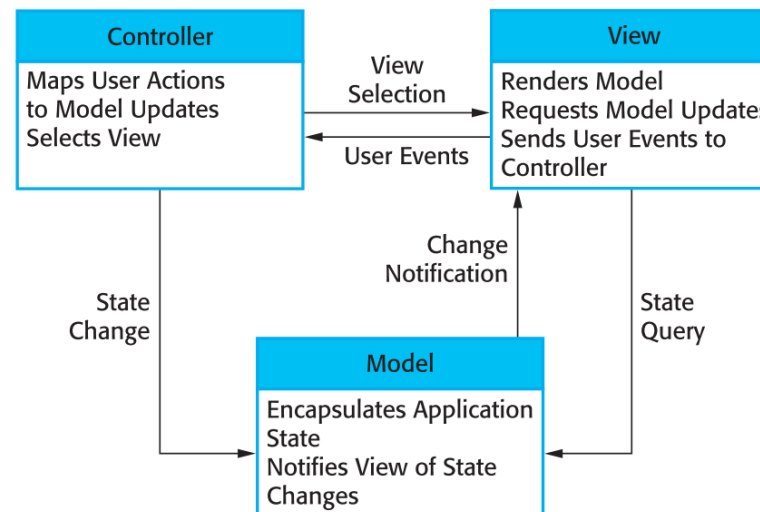 Controller
Maps User Actions
to Model Updates
Selects View
View
Selection
User Events
View
Renders Model
Requests Model Updates
Sends User Events to
Controller
State
Change
Change
Notification
State
Query
Model
Encapsulates Application
State
Notifies View of State
Changes